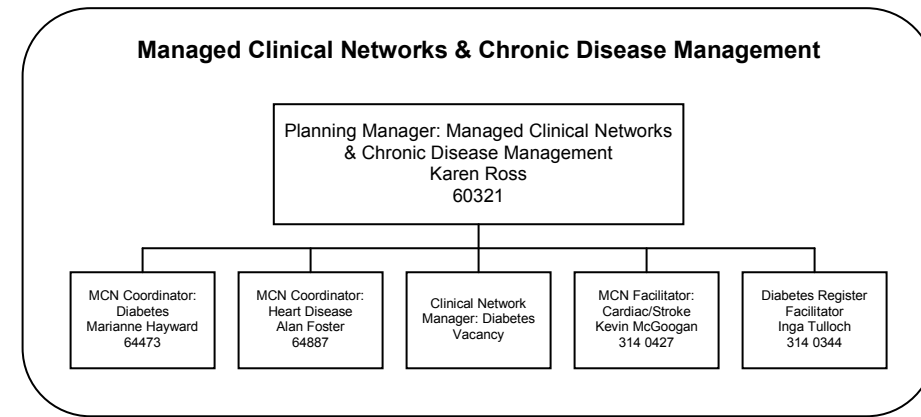 Managed Clinical Networks & Chronic Disease Management
Planning Manager: Managed Clinical Networks
& Chronic Disease Management
Karen Ross
60321
MCN Coordinator:
Diabetes
Marianne Hayward
64473
MCN Coordinator:
Heart Disease
Alan Foster
64887
Clinical Network
Manager: Diabetes
Vacancy
MCN Facilitator:
Cardiac/Stroke
Kevin McGoogan
314 0427
Diabetes Register
Facilitator
Inga Tulloch
314 0344